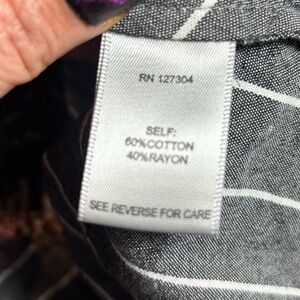 RN 127304
SELF:
60%COTTON
40%RAYON
SEE REVERSE FOR CARE